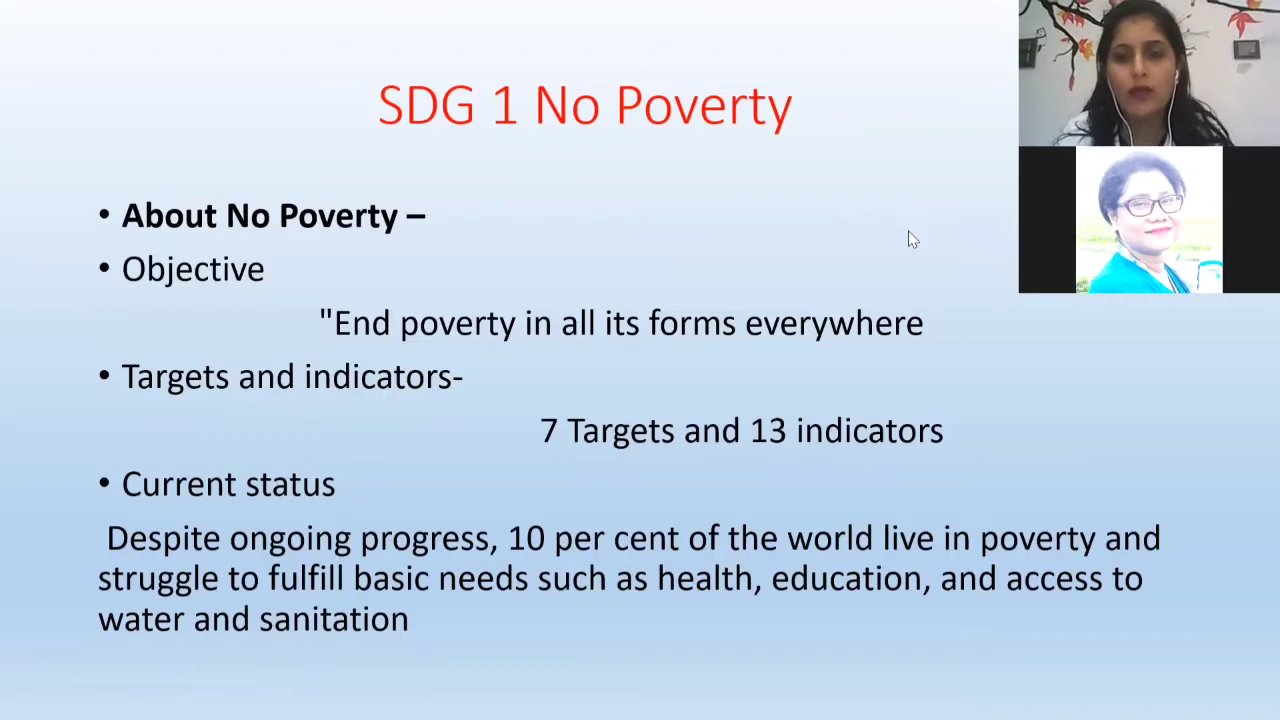 SDG 1 No Poverty
• About No Poverty –
• Objective
"End poverty in all its forms everywhere
• Targets and indicators-
7 Targets and 13 indicators
• Current status
Despite ongoing progress, 10 per cent of the world live in poverty and
struggle to fulfill basic needs such as health, education, and access to
water and sanitation